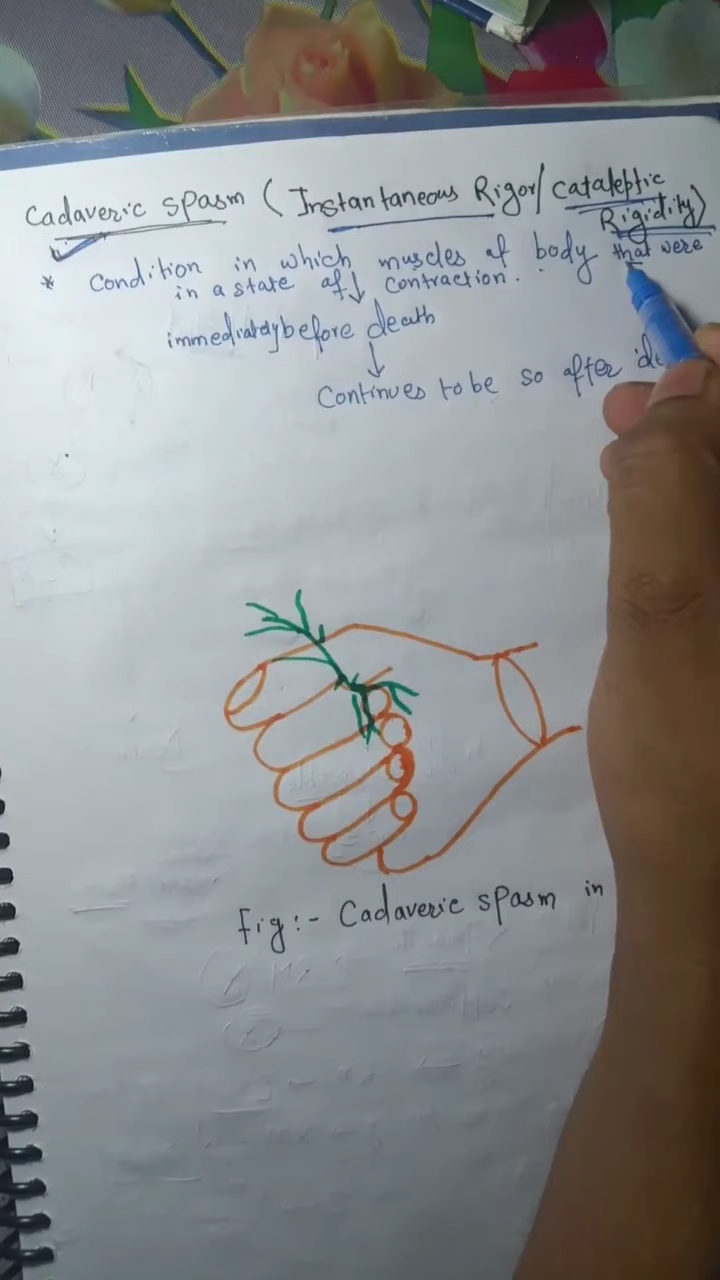 Cadaveric spasm (Instantaneous Rigor/Cataleptic
Rigidity)
* Condition in which muscles of body that were
in a state of contraction.
immediately before death
Continues to be so after
Fig:- Cadaveric spasm in